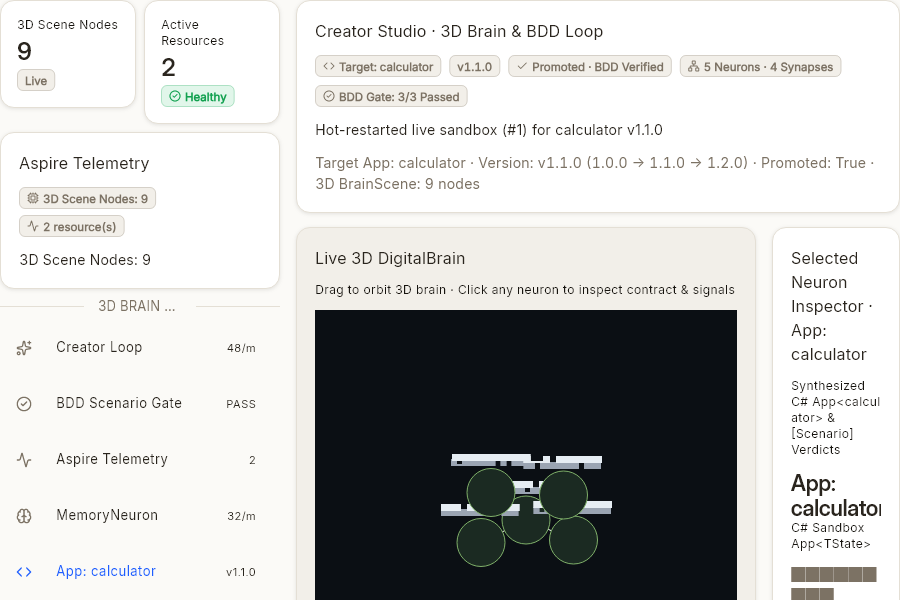 3D Scene Nodes
9
Live
Active
Resources
2
Healthy
Aspire Telemetry
3D Scene Nodes: 9
2 resource(s)
3D Scene Nodes: 9
3D BRAIN ...
Creator Loop 48/m
BDD Scenario Gate PASS
Aspire Telemetry 2
MemoryNeuron 32/m
App: calculator v1.1.0
Creator Studio · 3D Brain & BDD Loop
Target: calculator v1.1.0 Promoted · BDD Verified 5 Neurons · 4 Synapses
BDD Gate: 3/3 Passed
Hot-restarted live sandbox (#1) for calculator v1.1.0
Target App: calculator · Version: v1.1.0 (1.0.0 → 1.1.0 → 1.2.0) · Promoted: True ·
3D BrainScene: 9 nodes
Live 3D DigitalBrain
Drag to orbit 3D brain · Click any neuron to inspect contract & signals
Selected
Neuron
Inspector ·
App:
calculator
Synthesized
C# App<calcul
ator> &
[Scenario]
Verdicts
App:
calculator
C# Sandbox
App<TState>